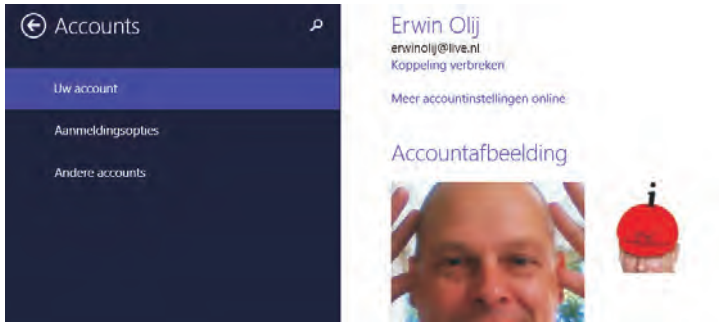 Accounts
Uw account
Aanmeldingsopties
Andere accounts
Erwin Olij
erwinolij@live.nl
Koppeling verbreken
Meer accountinstellingen online
Accountafbeelding
i